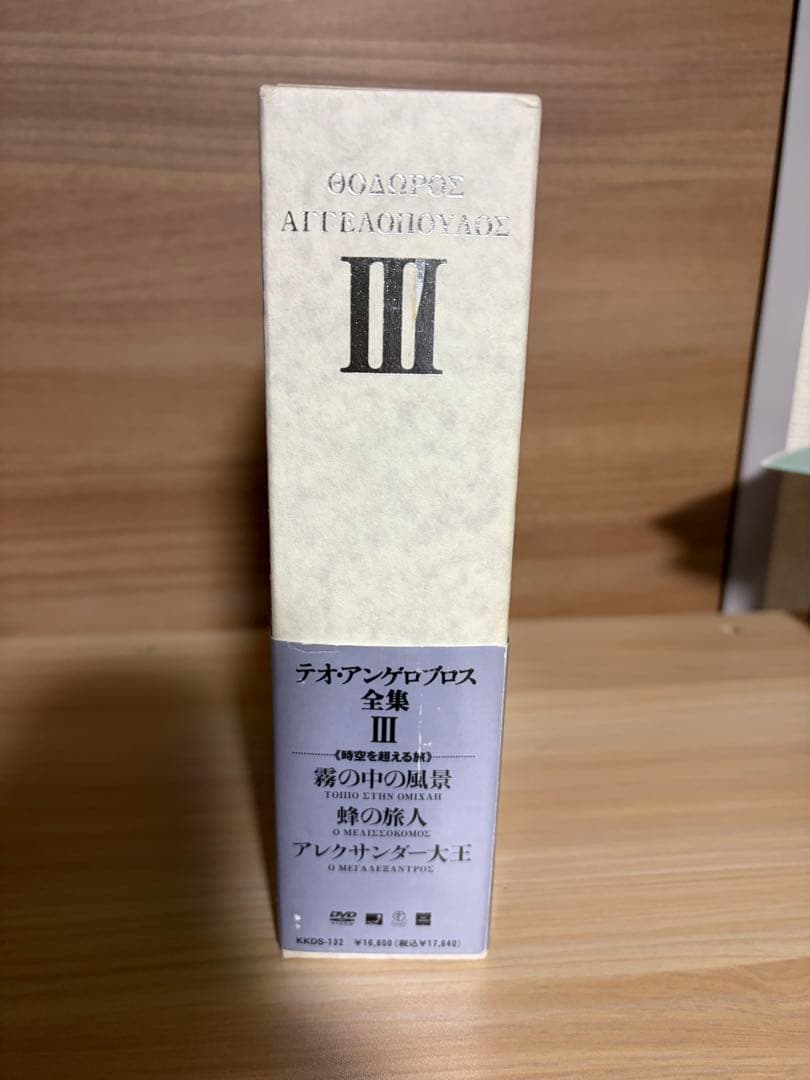 ΘΟΔΩΡΟΣ
ΑΓΓΕΛΟΠΟΥΛΟΣ
III
テオ・アンゲロプロス
全集
III
《時空を超える旅》
霧の中の風景
ΤΟΠΙΟ ΣΤΗΝ ΟΜΙΧΛΗ
蜂の旅人
Ο ΜΕΛΙΣΣΟΚΟΜΟΣ
アレクサンダー大王
Ο ΜΕΓΑΛΕΞΑΝΤΡΟΣ
DVD
VIDEO
KKDS-132 ¥16,800(税込¥17,640)